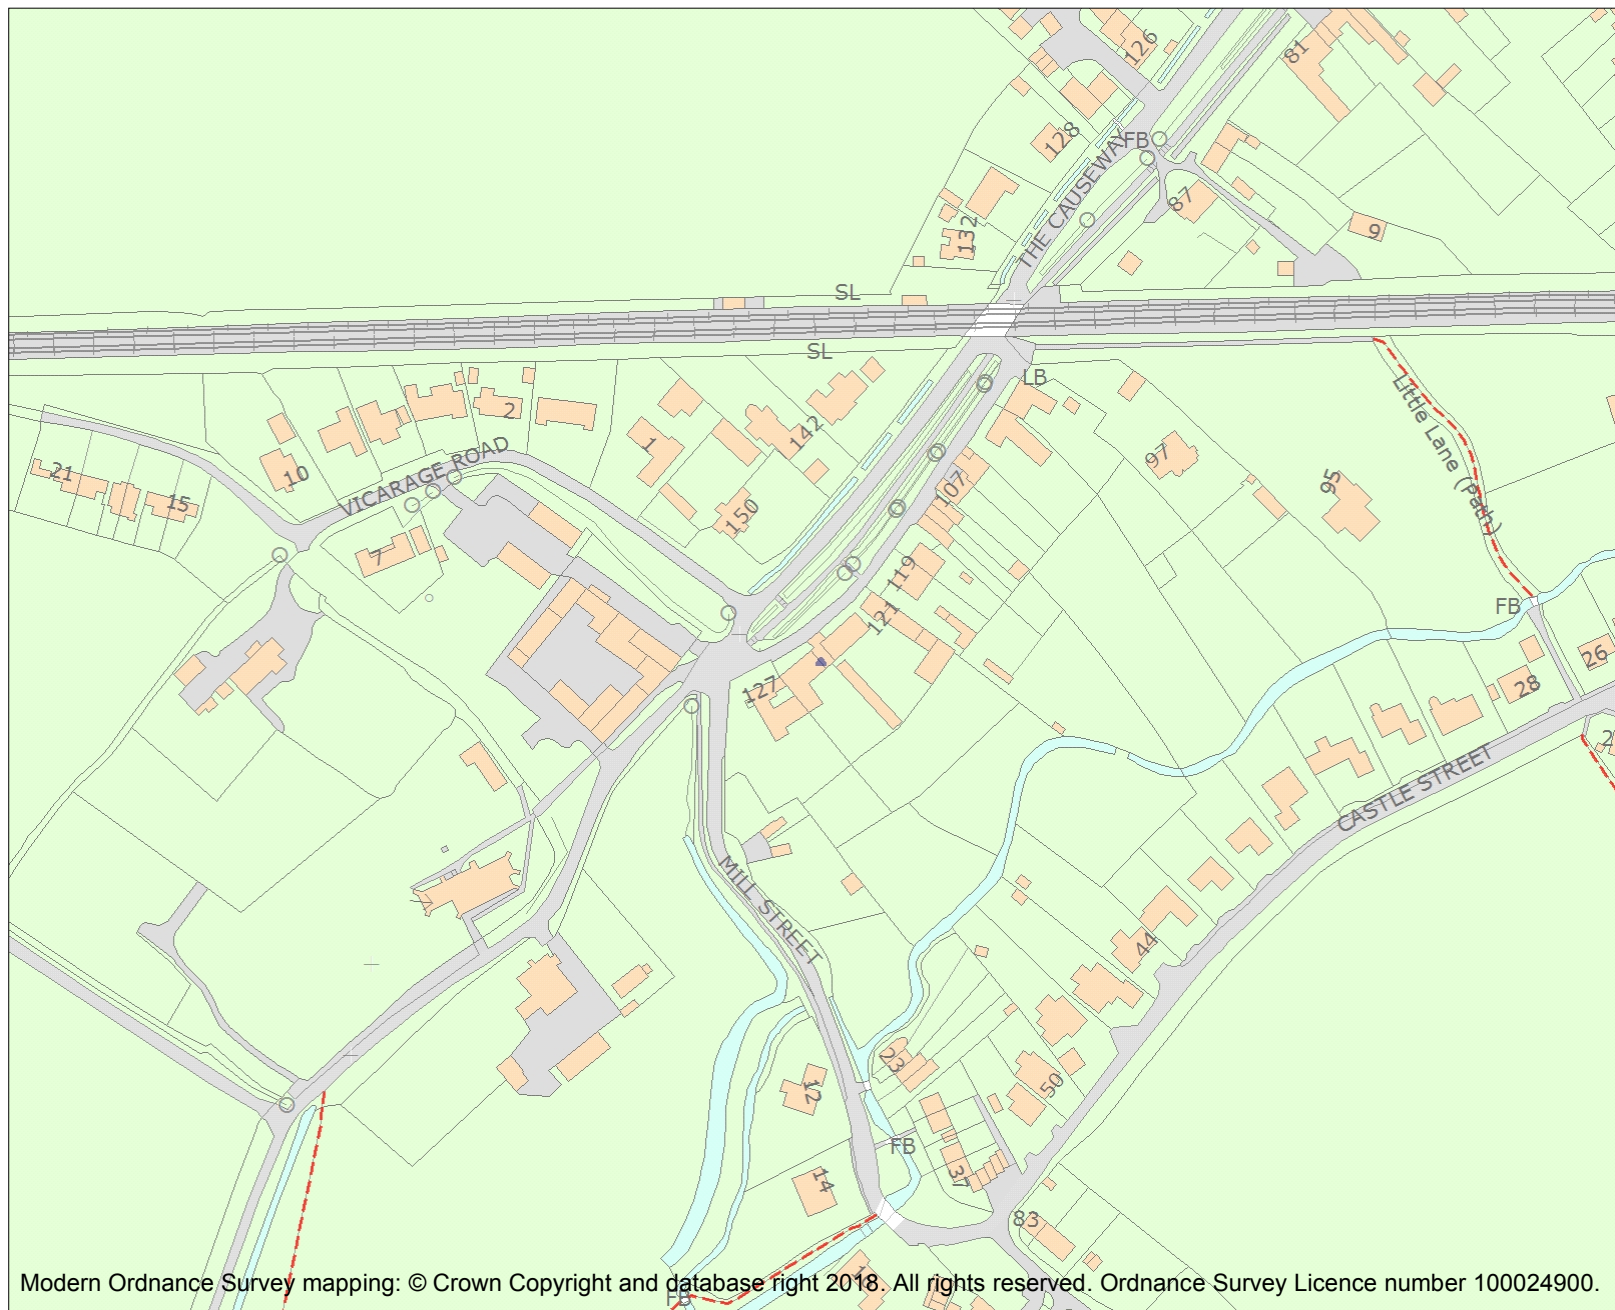 126
81
128
FB
THE CAUSEWAY
87
132
9
SL
SL
LB
Little Lane (Path)
2
142
1
VICARAGE ROAD
10
21
15
97
95
107
150
7
119
121
FB
26
28
127
CASTLE STREET
MILL STREET
44
23
50
12
FB
37
14
83
FB
Modern Ordnance Survey mapping: © Crown Copyright and database right 2018. All rights reserved. Ordnance Survey Licence number 100024900.